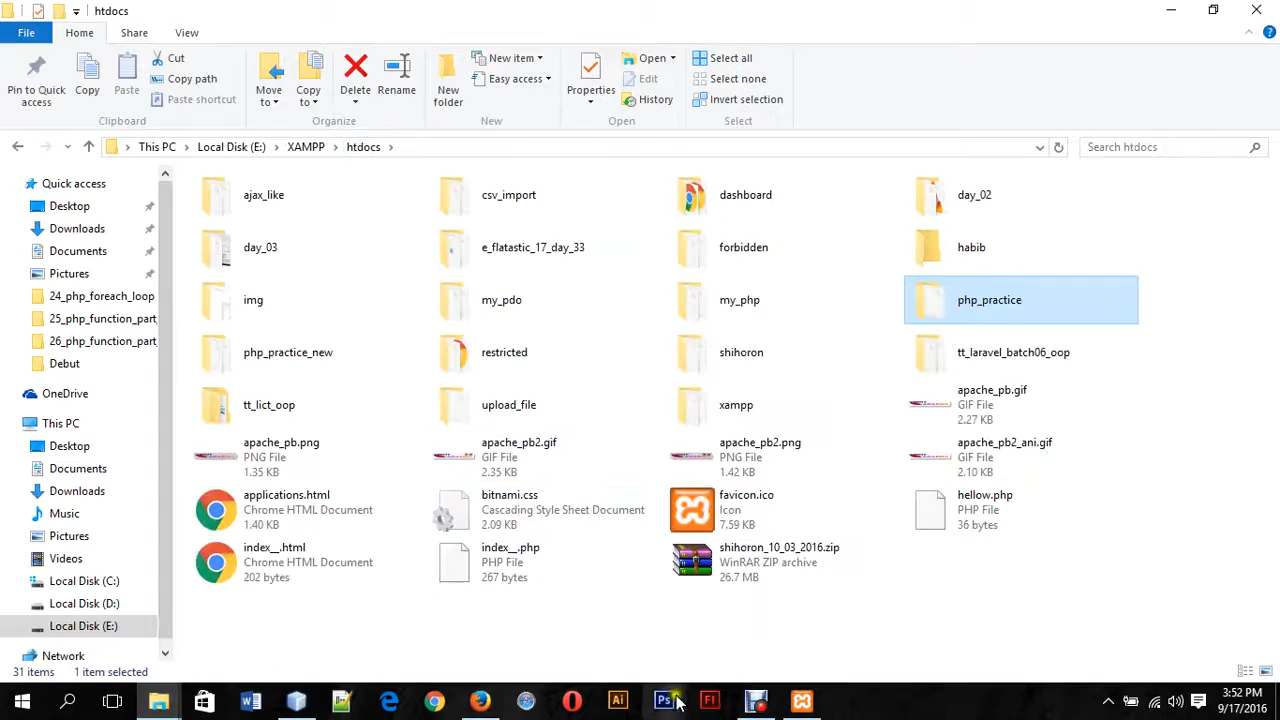 htdocs
File
Home
Share
View
Pin to Quick access
Copy
Paste
Cut
Copy path
Paste shortcut
Move to
Copy to
Delete
Rename
New folder
New item
Easy access
Properties
Open
Edit
History
Select all
Select none
Invert selection
Clipboard
Organize
New
Open
Select
This PC
Local Disk (E:)
XAMPP
htdocs
Search htdocs
Quick access
Desktop
Downloads
Documents
Pictures
24_php_foreach_loop
25_php_function_part_
26_php_function_part_
Debut
OneDrive
This PC
Desktop
Documents
Downloads
Music
Pictures
Videos
Local Disk (C:)
Local Disk (D:)
Local Disk (E:)
Network
ajax_like
csv_import
dashboard
day_02
day_03
e_flatastic_17_day_33
forbidden
habib
img
my_pdo
my_php
php_practice
php_practice_new
restricted
shihoron
tt_laravel_batch06_oop
tt_lict_oop
upload_file
xampp
apache_pb.gif
GIF File
2.27 KB
apache_pb.png
PNG File
1.35 KB
apache_pb2.gif
GIF File
2.35 KB
apache_pb2.png
PNG File
1.42 KB
apache_pb2_ani.gif
GIF File
2.10 KB
applications.html
Chrome HTML Document
1.40 KB
bitnami.css
Cascading Style Sheet Document
2.09 KB
favicon.ico
Icon
7.59 KB
hellow.php
PHP File
36 bytes
index__.html
Chrome HTML Document
202 bytes
index__.php
PHP File
267 bytes
shihoron_10_03_2016.zip
WinRAR ZIP archive
26.7 MB
31 items
1 item selected
Ai
Ps
Fl
3:52 PM
9/17/2016